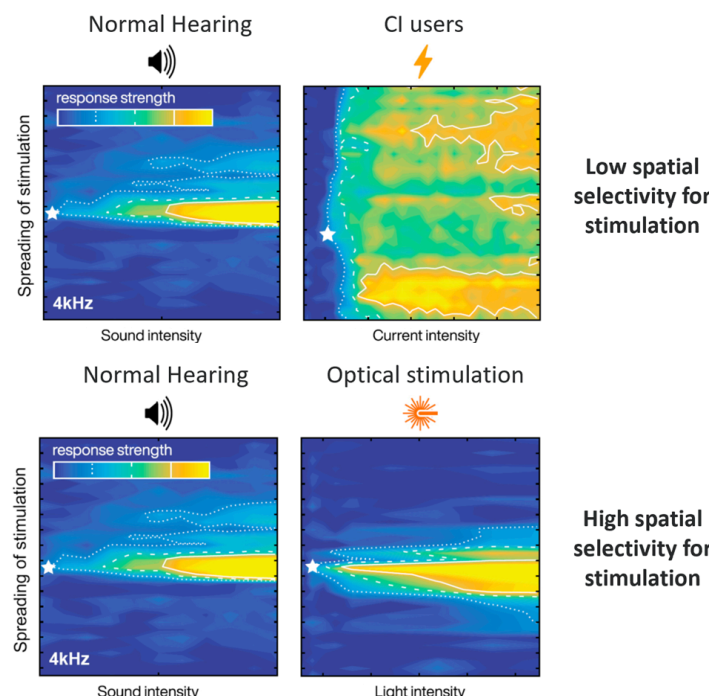 Normal Hearing
CI users
response strength
Spreading of stimulation
4kHz
Sound intensity
Current intensity
Low spatial
selectivity for
stimulation
Normal Hearing
Optical stimulation
response strength
Spreading of stimulation
4kHz
Sound intensity
Light intensity
High spatial
selectivity for
stimulation